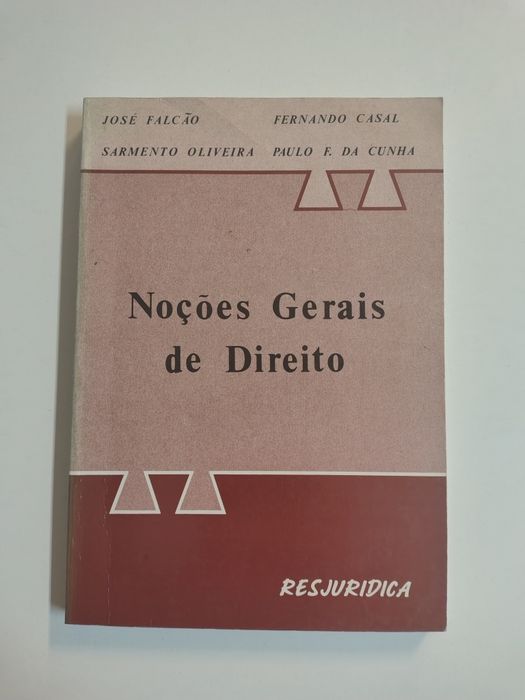 JOSÉ FALCÃO FERNANDO CASAL
SARMENTO OLIVEIRA PAULO F. DA CUNHA
Noções Gerais
de Direito
RESJURIDICA